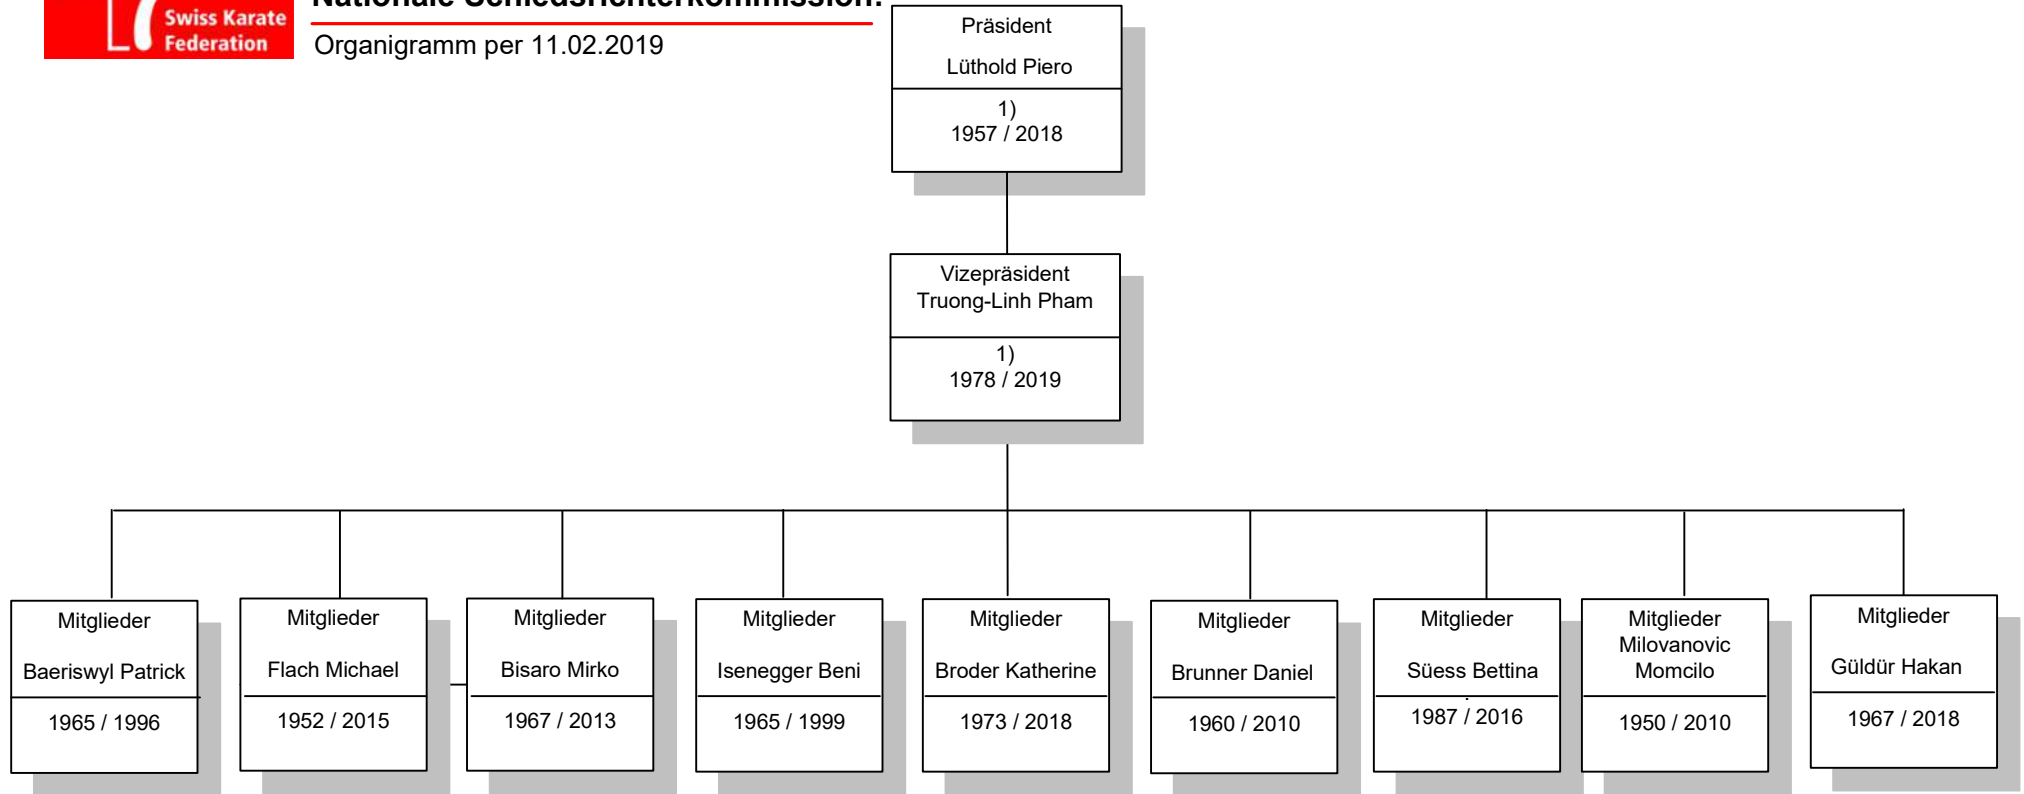 Swiss Karate
Federation
Nationale Schiedsrichterkommission:
Organigramm per 11.02.2019
Präsident
Lüthold Piero
1)
1957 / 2018
Vizepräsident
Truong-Linh Pham
1)
1978 / 2019
Mitglieder
Baeriswyl Patrick
1965 / 1996
Mitglieder
Flach Michael
1952 / 2015
Mitglieder
Bisaro Mirko
1967 / 2013
Mitglieder
Isenegger Beni
1965 / 1999
Mitglieder
Broder Katherine
1973 / 2018
Mitglieder
Brunner Daniel
1960 / 2010
Mitglieder
Süess Bettina
1987 / 2016
Mitglieder
Milovanovic
Momcilo
1950 / 2010
Mitglieder
Güldür Hakan
1967 / 2018